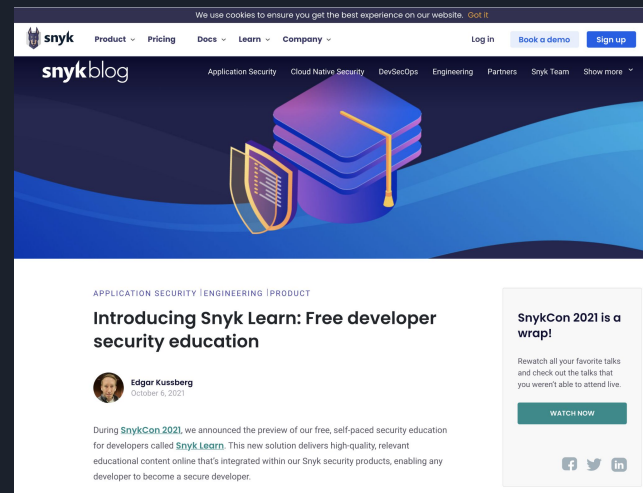 We use cookies to ensure you get the best experience on our website. Got it
snyk Product Pricing Docs Learn Company Log in Book a demo Sign up
snykblog Application Security Cloud Native Security DevSecOps Engineering Partners Snyk Team Show more
APPLICATION SECURITY | ENGINEERING | PRODUCT
Introducing Snyk Learn: Free developer
security education
Edgar Kussberg
October 6, 2021
During SnykCon 2021, we announced the preview of our free, self-paced security education
for developers called Snyk Learn. This new solution delivers high-quality, relevant
educational content online that's integrated within our Snyk security products, enabling any
developer to become a secure developer.
SnykCon 2021 is a
wrap!
Rewatch all your favorite talks
and check out the talks that
you weren't able to attend live.
WATCH NOW